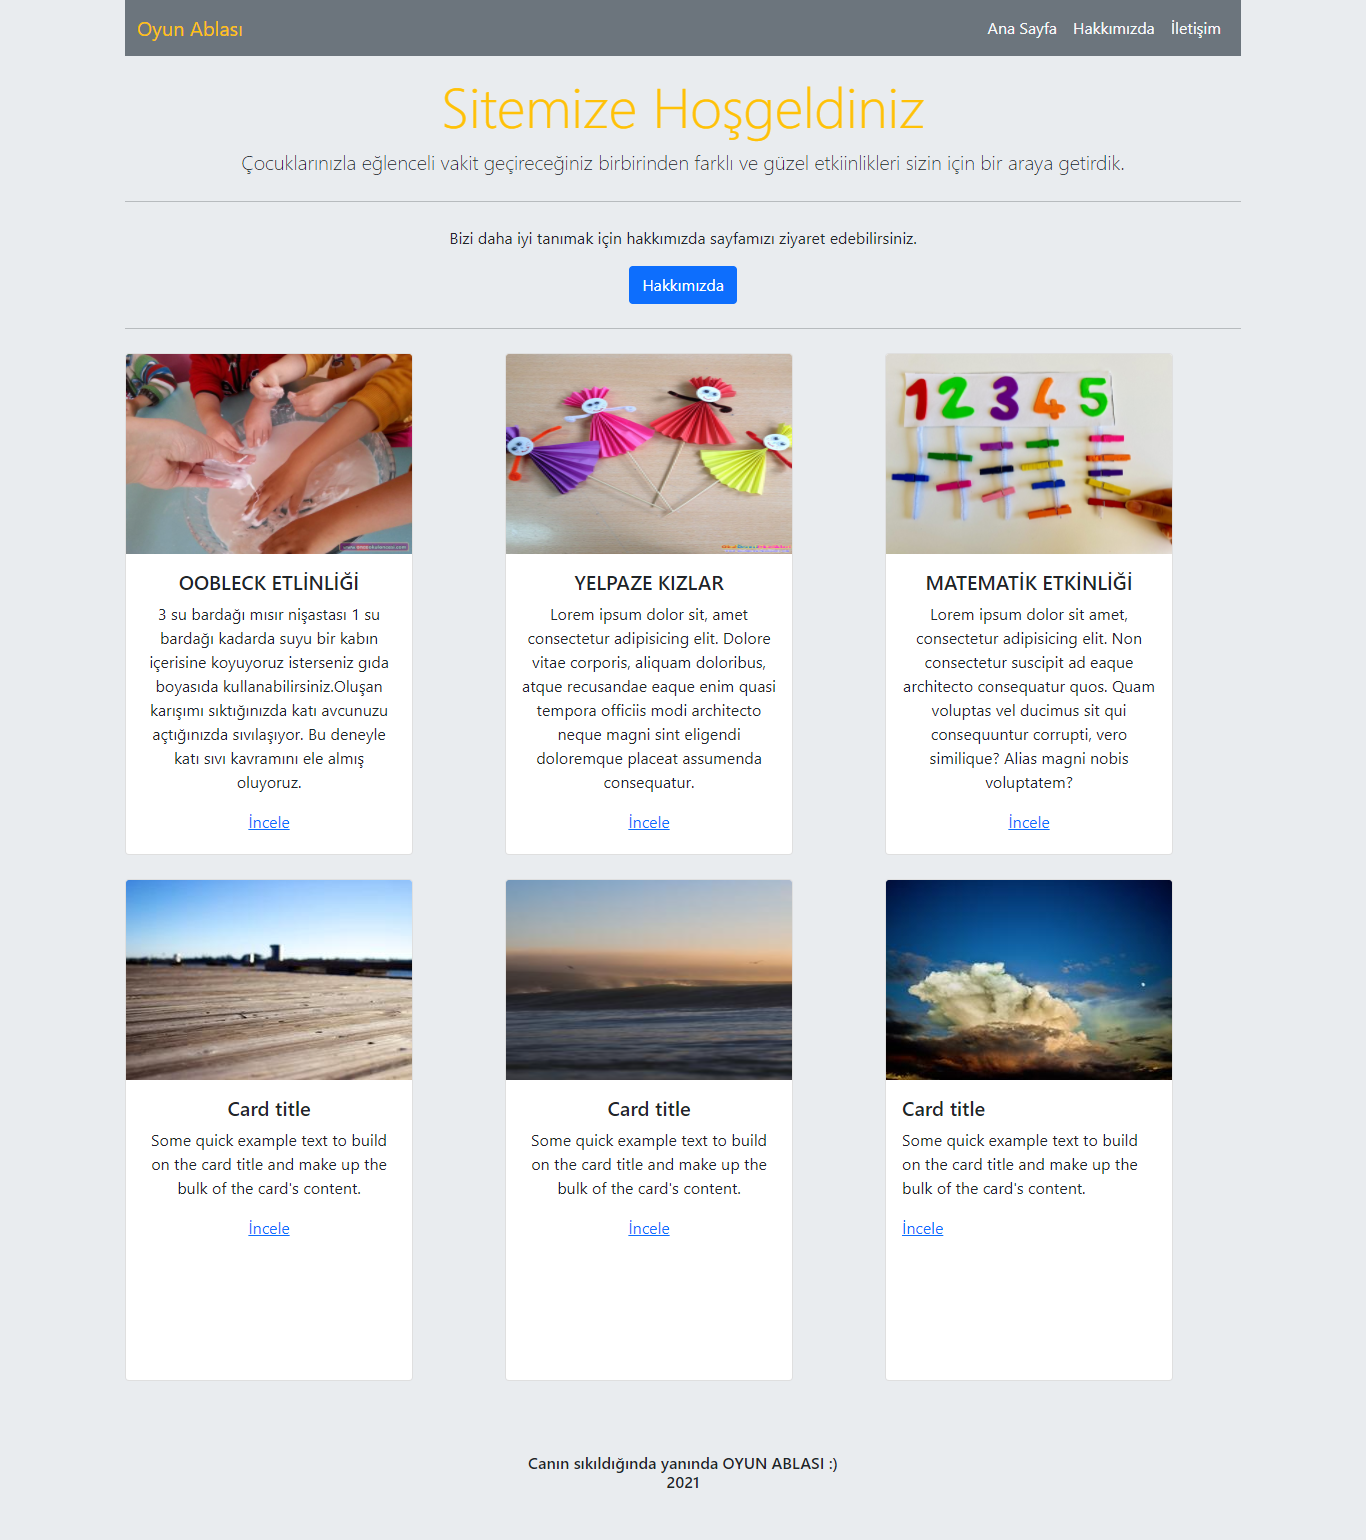 Oyun Ablası
Ana Sayfa Hakkımızda İletişim
Sitemize Hoşgeldiniz
Çocuklarınızla eğlenceli vakit geçireceğiniz birbirinden farklı ve güzel etkiinlikleri sizin için bir araya getirdik.
Bizi daha iyi tanımak için hakkımızda sayfamızı ziyaret edebilirsiniz.
Hakkımızda
1 2 3 4 5
OOBLECK ETLİNLİĞİ
3 su bardağı mısır nişastası 1 su
bardağı kadarda suyu bir kabın
içerisine koyuyoruz isterseniz gıda
boyasıda kullanabilirsiniz.Oluşan
karışımı sıktığınızda katı avcunuzu
açtığınızda sıvılaşıyor. Bu deneyle
katı sıvı kavramını ele almış
oluyoruz.
İncele
YELPAZE KIZLAR
Lorem ipsum dolor sit, amet
consectetur adipisicing elit. Dolore
vitae corporis, aliquam doloribus,
atque recusandae eaque enim quasi
tempora officiis modi architecto
neque magni sint eligendi
doloremque placeat assumenda
consequatur.
İncele
MATEMATİK ETKİNLİĞİ
Lorem ipsum dolor sit amet,
consectetur adipisicing elit. Non
consectetur suscipit ad eaque
architecto consequatur quos. Quam
voluptas vel ducimus sit qui
consequuntur corrupti, vero
similique? Alias magni nobis
voluptatem?
İncele
Card title
Some quick example text to build
on the card title and make up the
bulk of the card's content.
İncele
Card title
Some quick example text to build
on the card title and make up the
bulk of the card's content.
İncele
Card title
Some quick example text to build
on the card title and make up the
bulk of the card's content.
İncele
Canın sıkıldığında yanında OYUN ABLASI :)
2021